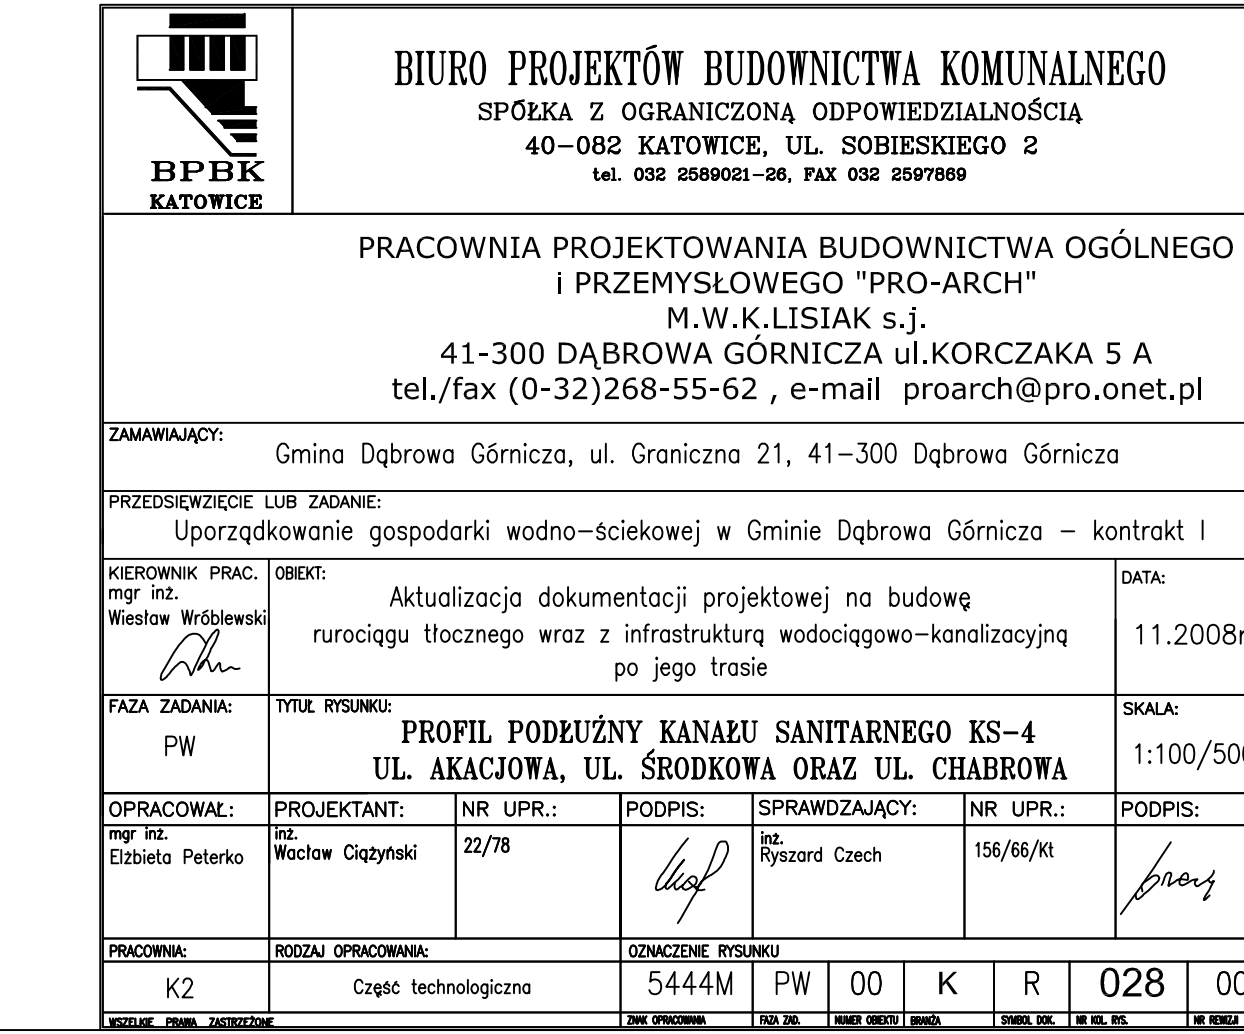 BPBK
KATOWICE
BIURO PROJEKTÓW BUDOWNICTWA KOMUNALNEGO
SPÓŁKA Z OGRANICZONĄ ODPOWIEDZIALNOŚCIĄ
40-082 KATOWICE, UL. SOBIESKIEGO 2
tel. 032 2589021-26, FAX 032 2597869
PRACOWNIA PROJEKTOWANIA BUDOWNICTWA OGÓLNEGO
i PRZEMYSŁOWEGO "PRO-ARCH"
M.W.K.LISIAK s.j.
41-300 DĄBROWA GÓRNICZA ul.KORCZAKA 5 A
tel./fax (0-32)268-55-62 , e-mail proarch@pro.onet.pl
ZAMAWIAJĄCY:
Gmina Dąbrowa Górnicza, ul. Graniczna 21, 41-300 Dąbrowa Górnicza
PRZEDSIĘWZIĘCIE LUB ZADANIE:
Uporządkowanie gospodarki wodno-ściekowej w Gminie Dąbrowa Górnicza - kontrakt I
KIEROWNIK PRAC.
mgr inż.
Wiesław Wróblewski
OBIEKT:
Aktualizacja dokumentacji projektowej na budowę
rurociągu tłocznego wraz z infrastrukturą wodociągowo-kanalizacyjną
po jego trasie
DATA:
11.2008r
FAZA ZADANIA:
PW
TYTUŁ RYSUNKU:
PROFIL PODŁUŹNY KANAŁU SANITARNEGO KS-4
UL. AKACJOWA, UL. ŚRODKOWA ORAZ UL. CHABROWA
SKALA:
1:100/500
OPRACOWAŁ: PROJEKTANT: NR UPR.: PODPIS: SPRAWDZAJĄCY: NR UPR.: PODPIS:
mgr inż.
Elżbieta Peterko
inż.
Wacław Ciążyński
22/78
inż.
Ryszard Czech
156/66/Kt
PRACOWNIA:
K2
RODZAJ OPRACOWANIA:
Część technologiczna
OZNACZENIE RYSUNKU
5444M PW 00 K R 028 00
WSZELKIE PRAWA ZASTRZEŻONE
ZNAK OPRACOWANIA FAZA ZAD. NUMER OBIEKTU BRANŻA SYMBOL DOK. NR KOL. RYS. NR REWIZJI